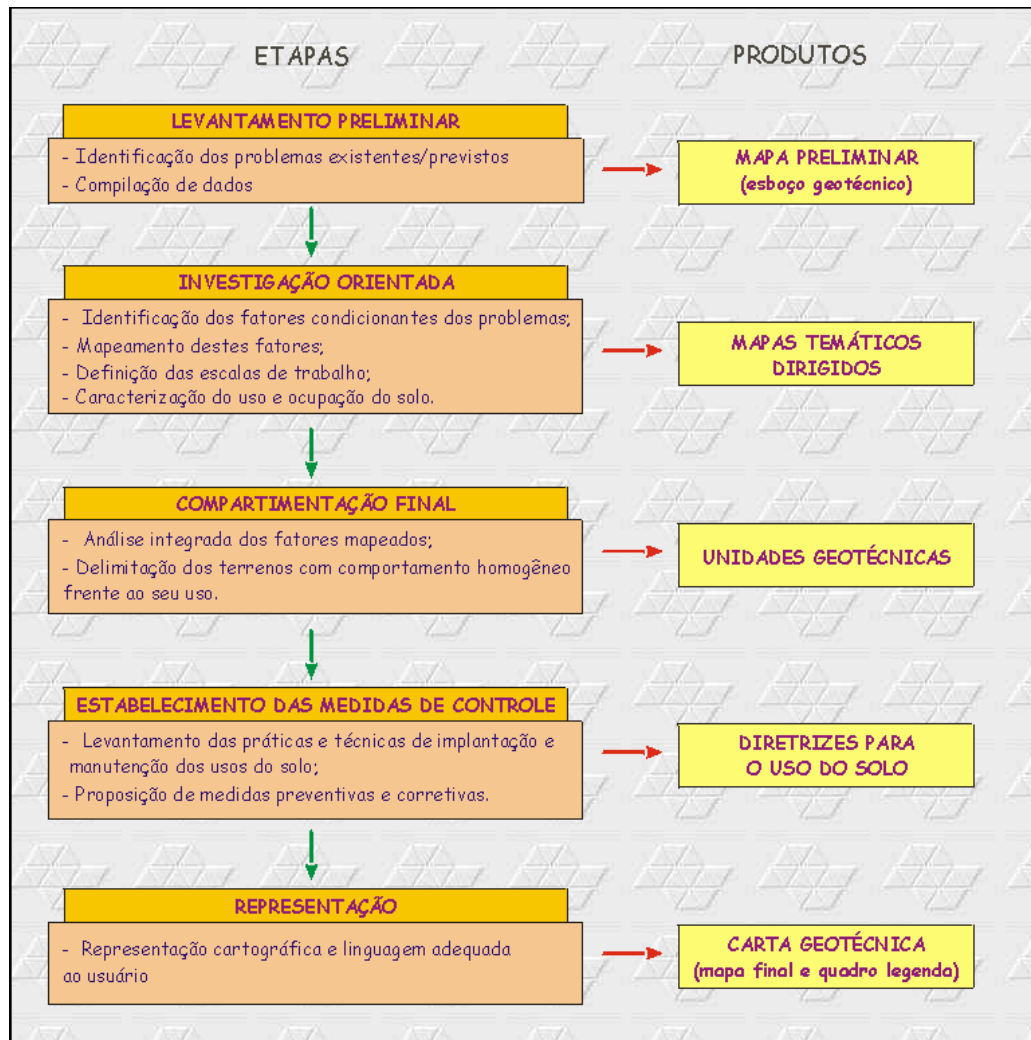 ETAPAS
PRODUTOS
LEVANTAMENTO PRELIMINAR
- Identificação dos problemas existentes/previstos
- Compilação de dados
MAPA PRELIMINAR
(esboço geotécnico)
INVESTIGAÇÃO ORIENTADA
- Identificação dos fatores condicionantes dos problemas;
- Mapeamento destes fatores;
- Definição das escalas de trabalho;
- Caracterização do uso e ocupação do solo.
MAPAS TEMÁTICOS
DIRIGIDOS
COMPARTIMENTAÇÃO FINAL
- Análise integrada dos fatores mapeados;
- Delimitação dos terrenos com comportamento homogêneo
frente ao seu uso.
UNIDADES GEOTÉCNICAS
ESTABELECIMENTO DAS MEDIDAS DE CONTROLE
- Levantamento das práticas e técnicas de implantação e
manutenção dos usos do solo;
- Proposição de medidas preventivas e corretivas.
DIRETRIZES PARA
O USO DO SOLO
REPRESENTAÇÃO
- Representação cartográfica e linguagem adequada
ao usuário
CARTA GEOTÉCNICA
(mapa final e quadro legenda)